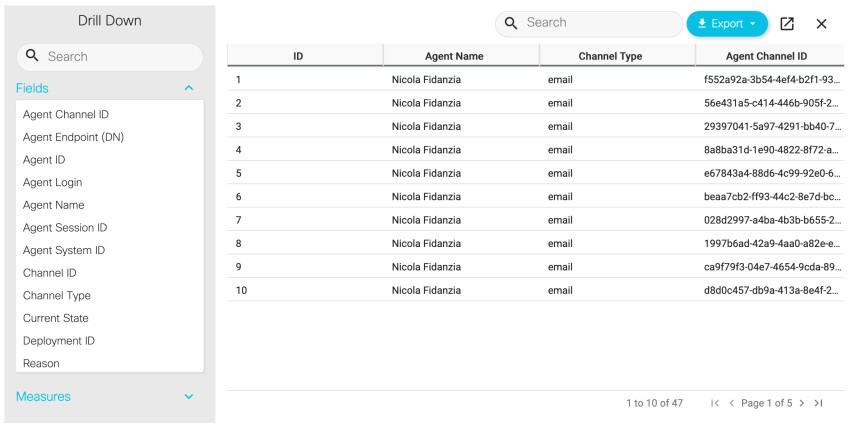 Drill Down
Search
Fields
Agent Channel ID
Agent Endpoint (DN)
Agent ID
Agent Login
Agent Name
Agent Session ID
Agent System ID
Channel ID
Channel Type
Current State
Deployment ID
Reason
Measures
Search Export
ID Agent Name Channel Type Agent Channel ID
1 Nicola Fidanzia email f552a92a-3b54-4ef4-b2f1-93...
2 Nicola Fidanzia email 56e431a5-c414-446b-905f-2...
3 Nicola Fidanzia email 29397041-5a97-4291-bb40-7...
4 Nicola Fidanzia email 8a8ba31d-1e90-4822-8f72-a...
5 Nicola Fidanzia email e67843a4-88d6-4c99-92e0-6...
6 Nicola Fidanzia email beaa7cb2-ff93-44c2-8e7d-bc...
7 Nicola Fidanzia email 028d2997-a4ba-4b3b-b655-2...
8 Nicola Fidanzia email 1997b6ad-42a9-4aa0-a82e-e...
9 Nicola Fidanzia email ca9f79f3-04e7-4654-9cda-89...
10 Nicola Fidanzia email d8d0c457-db9a-413a-8e4f-2...
1 to 10 of 47 Page 1 of 5